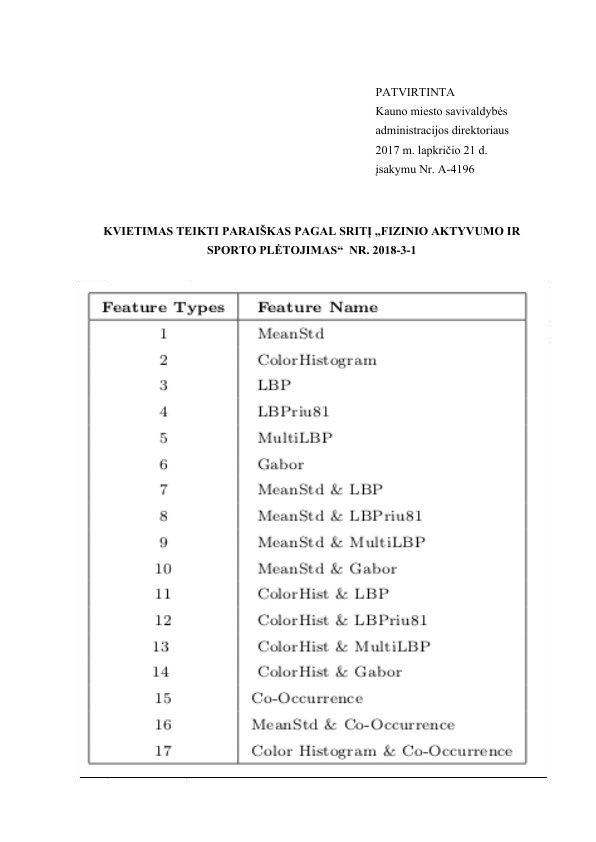 PATVIRTINTA
Kauno miesto savivaldybės
administracijos direktoriaus
2017 m. lapkričio 21 d.
įsakymu Nr. A-4196
KVIETIMAS TEIKTI PARAIŠKAS PAGAL SRITĮ „FIZINIO AKTYVUMO IR
SPORTO PLĖTOJIMAS“ NR. 2018-3-1
Feature Types Feature Name
1 MeanStd
2 ColorHistogram
3 LBP
4 LBPriu81
5 MultiLBP
6 Gabor
7 MeanStd & LBP
8 MeanStd & LBPriu81
9 MeanStd & MultiLBP
10 MeanStd & Gabor
11 ColorHist & LBP
12 ColorHist & LBPriu81
13 ColorHist & MultiLBP
14 ColorHist & Gabor
15 Co-Occurrence
16 MeanStd & Co-Occurrence
17 Color Histogram & Co-Occurrence